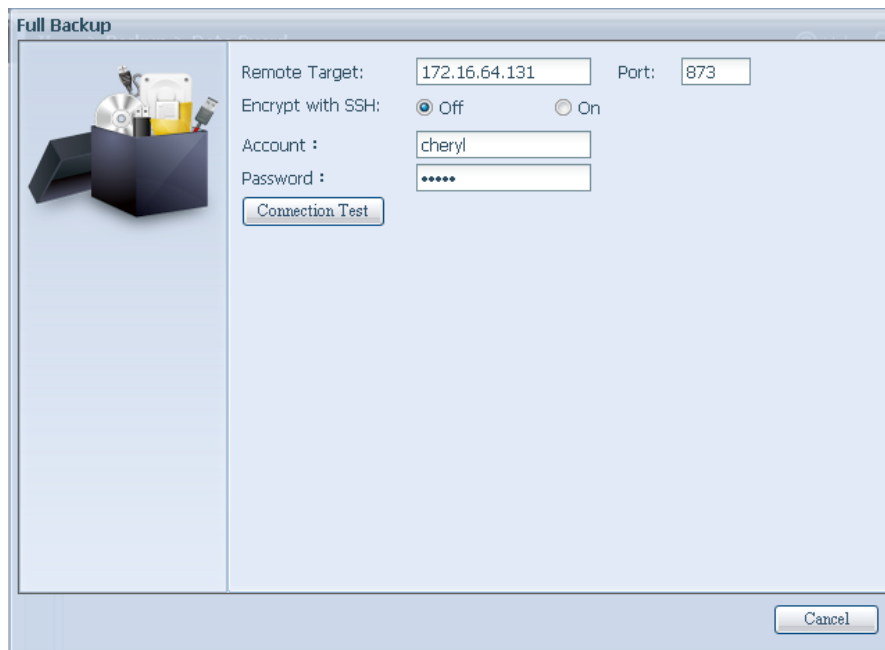 Full Backup
Remote Target: 172.16.64.131 Port: 873
Encrypt with SSH: Off On
Account : cheryl
Password : •••••
Connection Test
Cancel